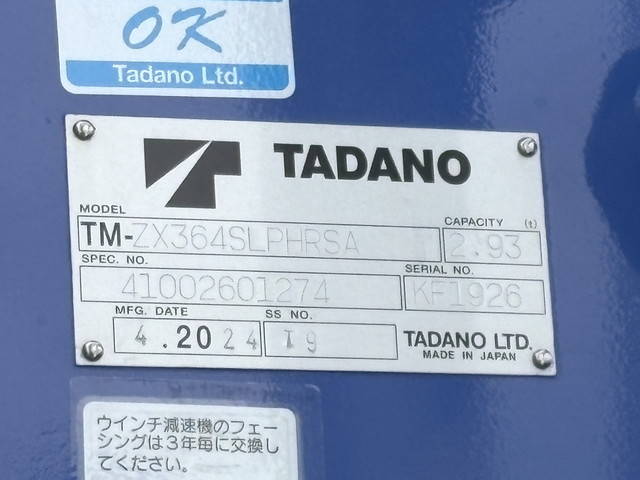 OK
Tadano Ltd.
TADANO
MODEL
CAPACITY (t)
TM-ZX364SLPHRSA
2.93
SPEC. NO.
SERIAL NO.
41002601274
KF1926
MFG. DATE
SS NO.
4.2024
I9
TADANO LTD.
MADE IN JAPAN
ウインチ減速機のフェー
シングは3年毎に交換し
てください。